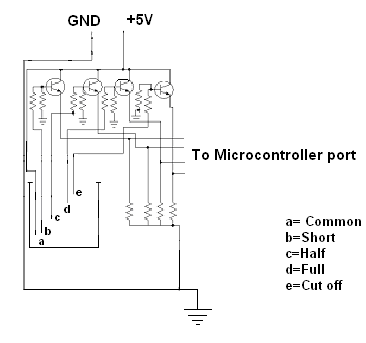 GND +5V
To Microcontroller port
e
d
c
b
a
a= Common
b=Short
c=Half
d=Full
e=Cut off